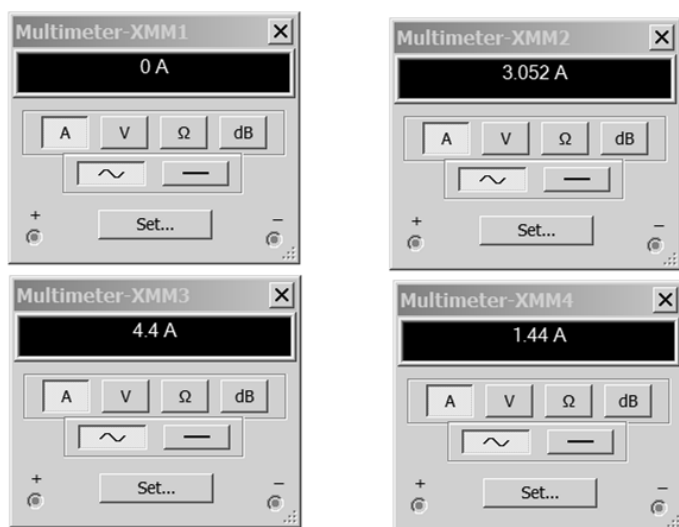 Multimeter-XMM1
0 A
A V Ω dB
+ −
Set...
Multimeter-XMM2
3.052 A
A V Ω dB
+ −
Set...
Multimeter-XMM3
4.4 A
A V Ω dB
+ −
Set...
Multimeter-XMM4
1.44 A
A V Ω dB
+ −
Set...